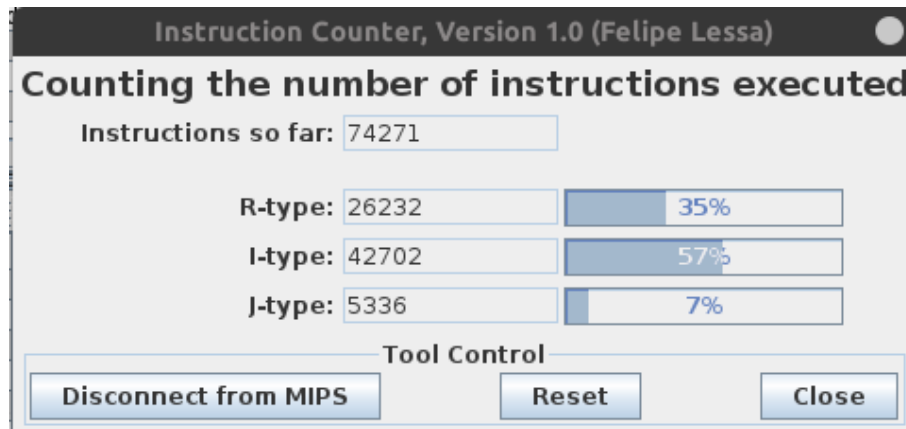 Instruction Counter, Version 1.0 (Felipe Lessa)
Counting the number of instructions executed
Instructions so far: 74271
R-type: 26232 35%
I-type: 42702 57%
J-type: 5336 7%
Tool Control
Disconnect from MIPS Reset Close